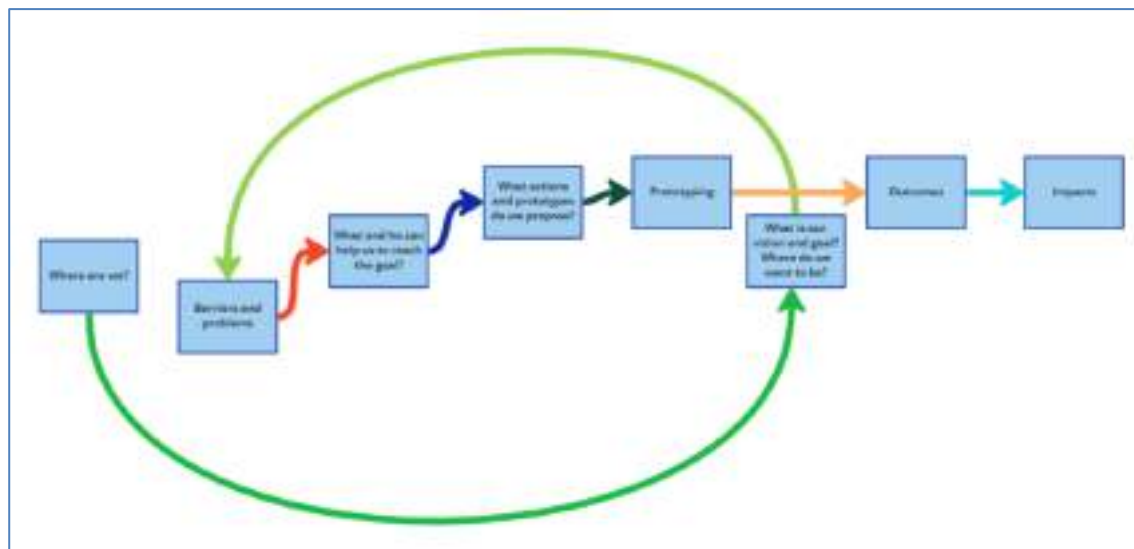 Where are we?
Barriers and
problems
What and ho can
help us to reach
the goal?
What actions
and prototypes
do we propose?
Prototyping
What is our
vision and goal?
Where do we
want to be?
Outcomes
Impacts